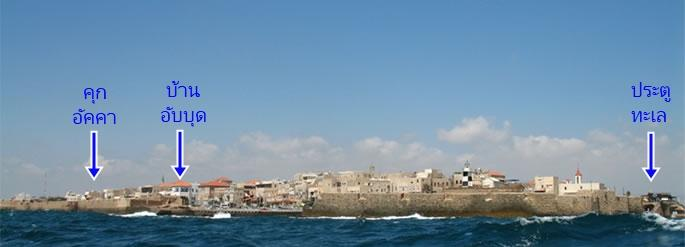 คุก
อัคคา
บ้าน
อับบุด
ประตู
ทะเล